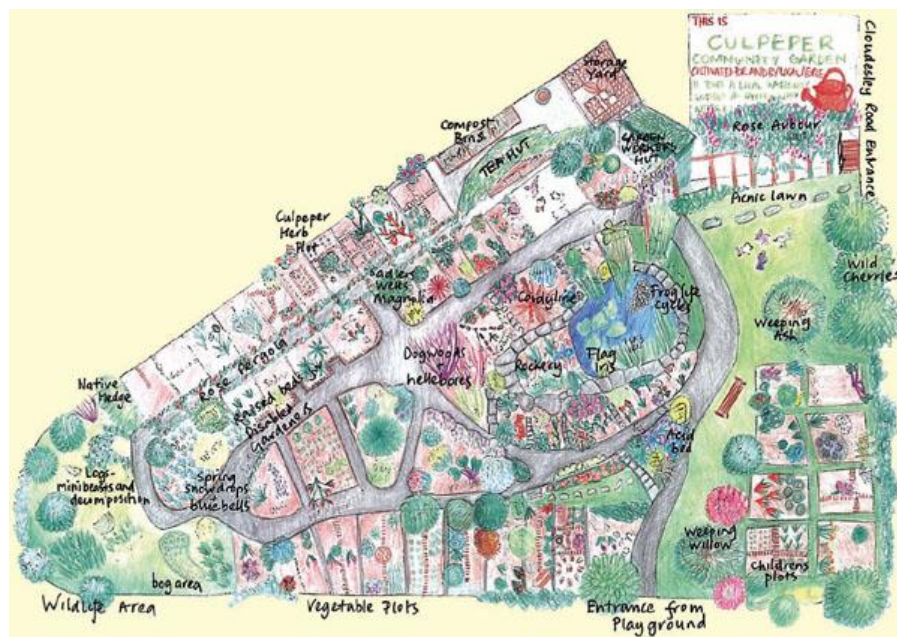 THIS IS
CULPEPER
COMMUNITY GARDEN
Cloudesley Road Entrance
Rose Arbour
Storage
Yard
Compost
Bins
TEA HUT
GARDEN
WORKERS
HUT
Picnic lawn
Culpeper
Herb
Plot
Sadlers
Wells
Magnolia
Cordyline
Frog life
cycles
Wild
Cherries
Weeping
Ash
Rose Pergola
Dogwoods
+
hellebores
Rockery
Flag
Iris
Raised beds for
Disabled
Gardeners
Native
Hedge
Acid
bed
Logs-
minibeasts and
decomposition
Spring
snowdrops
bluebells
Weeping
Willow
Childrens
plots
bog area
Wildlife Area
Vegetable Plots
Entrance from
Playground